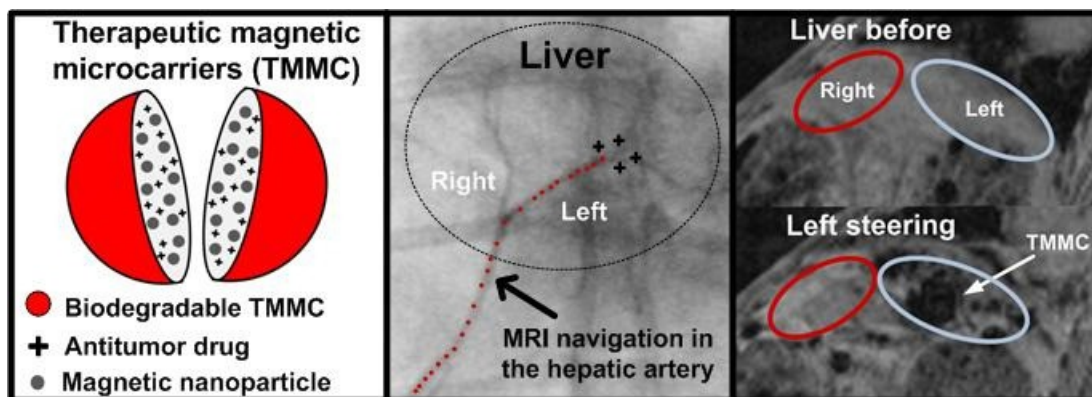 Therapeutic magnetic
microcarriers (TMMC)
Biodegradable TMMC
Antitumor drug
Magnetic nanoparticle
Liver
Right
Left
MRI navigation in
the hepatic artery
Liver before
Right
Left
Left steering
TMMC